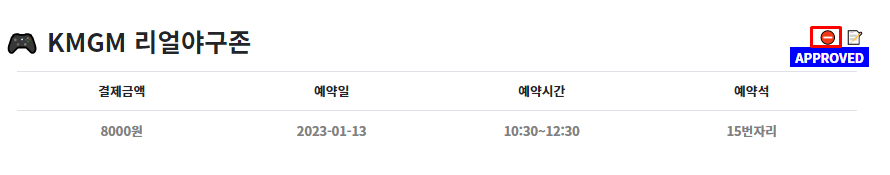 KMGM 리얼야구존
APPROVED
결제금액 예약일 예약시간 예약석
8000원 2023-01-13 10:30~12:30 15번자리